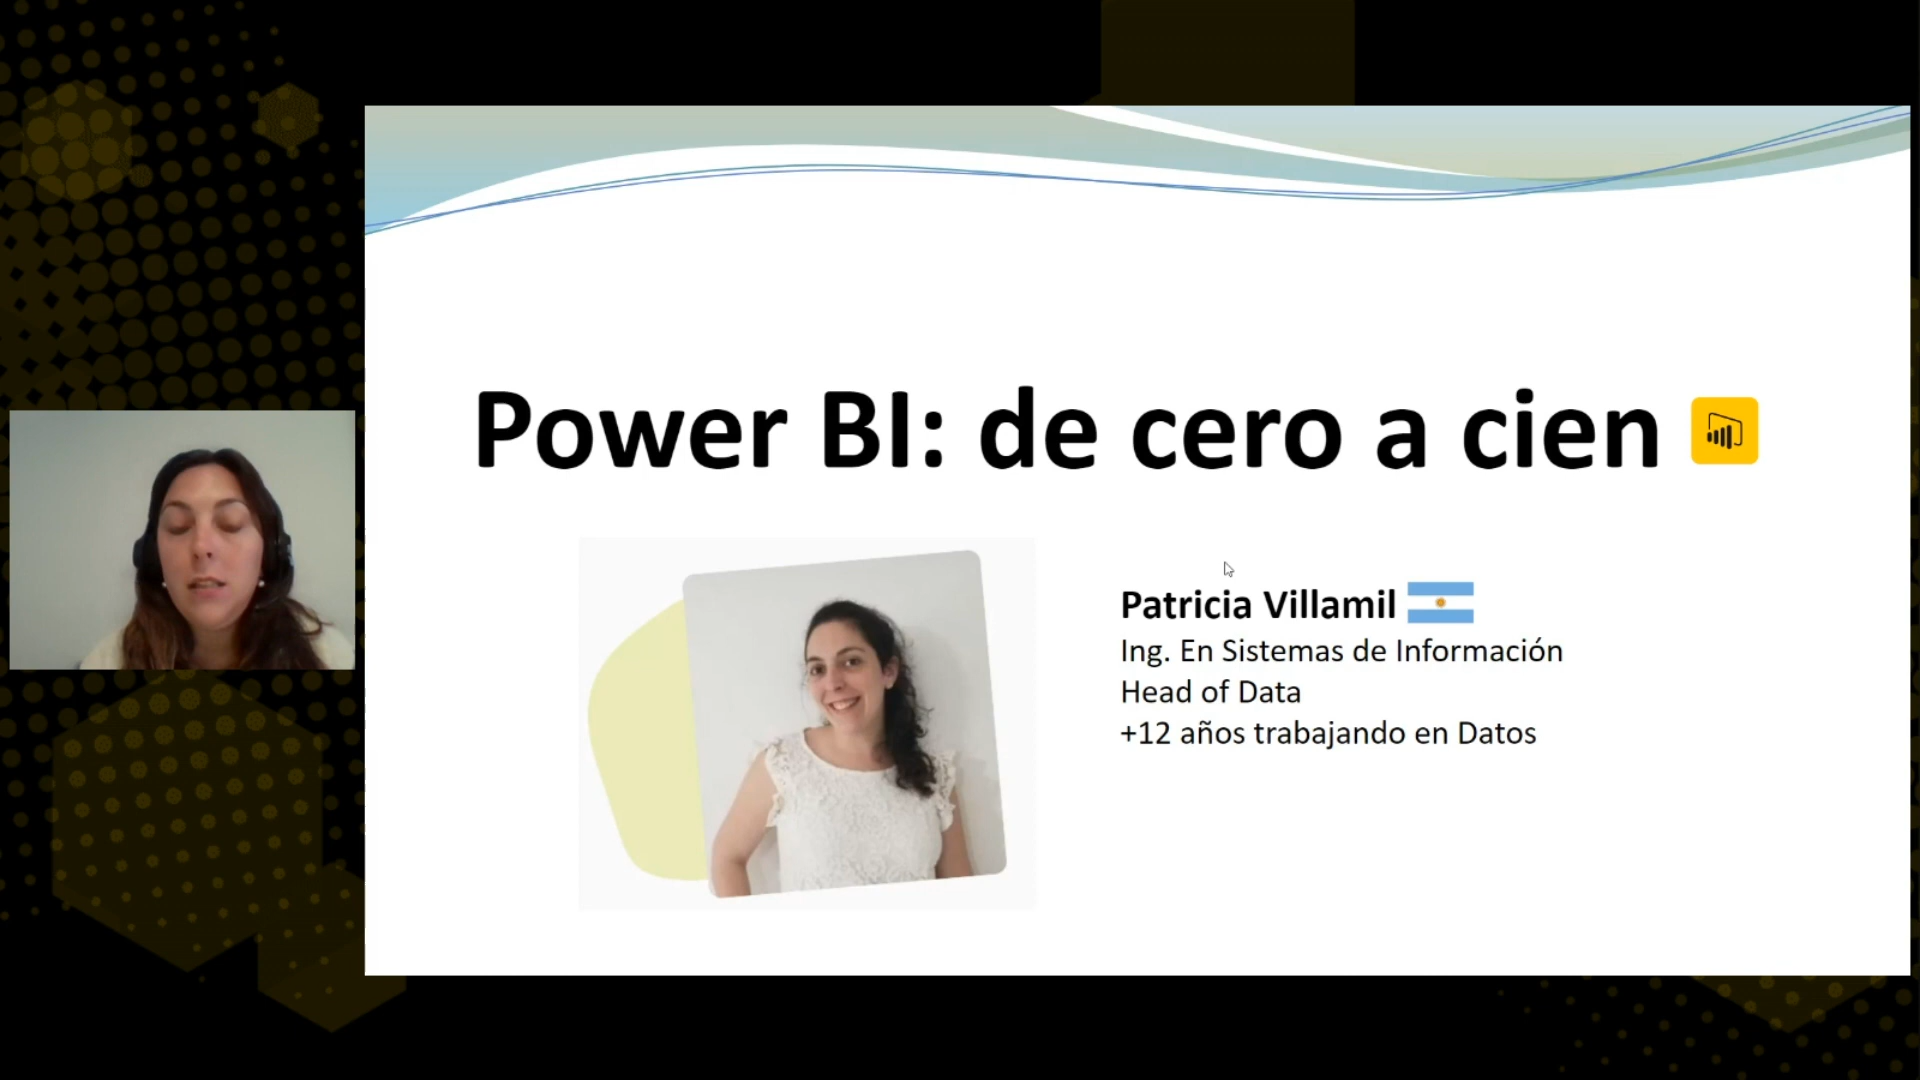 Power BI: de cero a cien
Patricia Villamil
Ing. En Sistemas de Información
Head of Data
+12 años trabajando en Datos